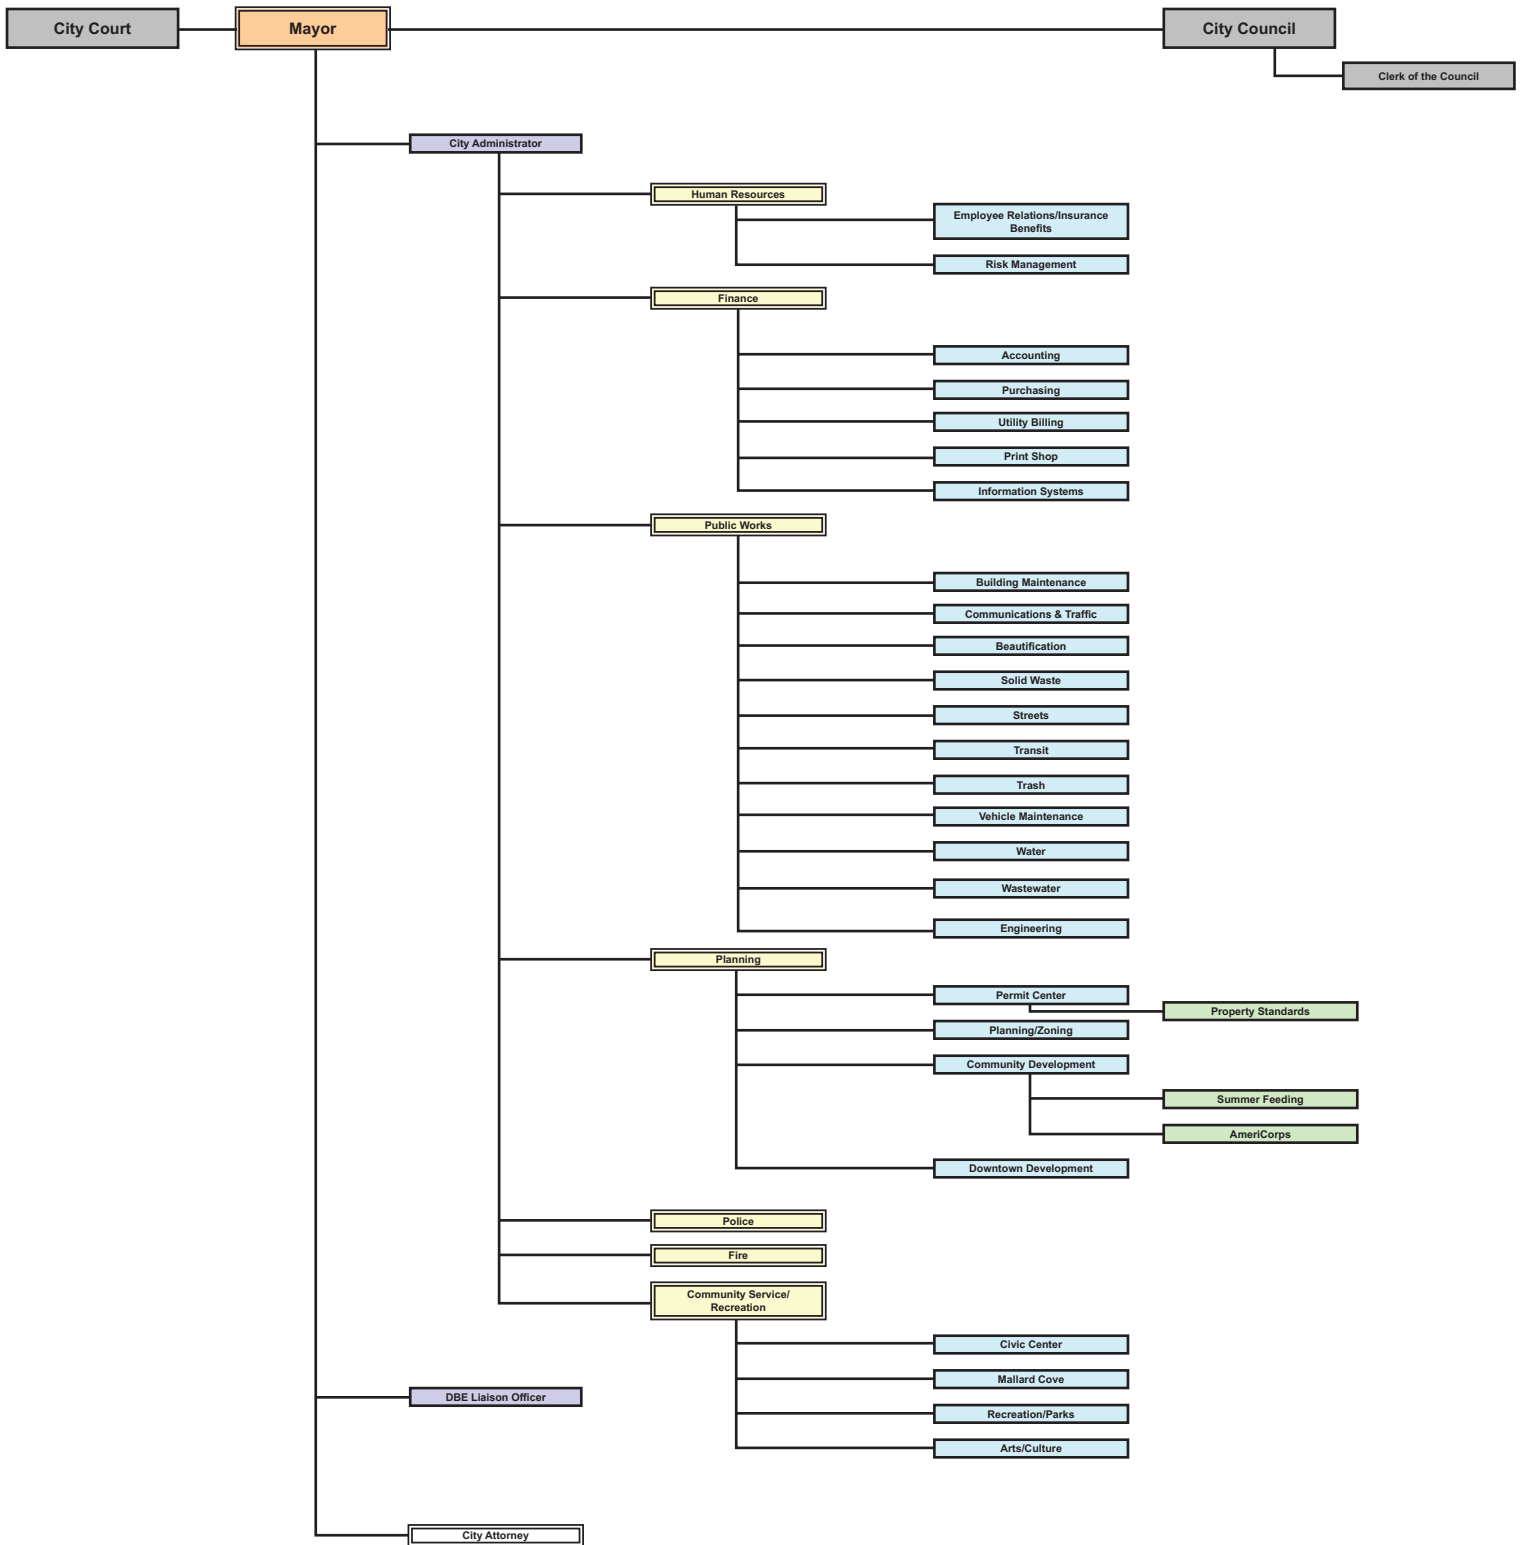 City Court
Mayor
City Council
Clerk of the Council
City Administrator
Human Resources
Employee Relations/Insurance
Benefits
Risk Management
Finance
Accounting
Purchasing
Utility Billing
Print Shop
Information Systems
Public Works
Building Maintenance
Communications & Traffic
Beautification
Solid Waste
Streets
Transit
Trash
Vehicle Maintenance
Water
Wastewater
Engineering
Planning
Permit Center
Property Standards
Planning/Zoning
Community Development
Summer Feeding
AmeriCorps
Downtown Development
Police
Fire
Community Service/
Recreation
Civic Center
Mallard Cove
DBE Liaison Officer
Recreation/Parks
Arts/Culture
City Attorney